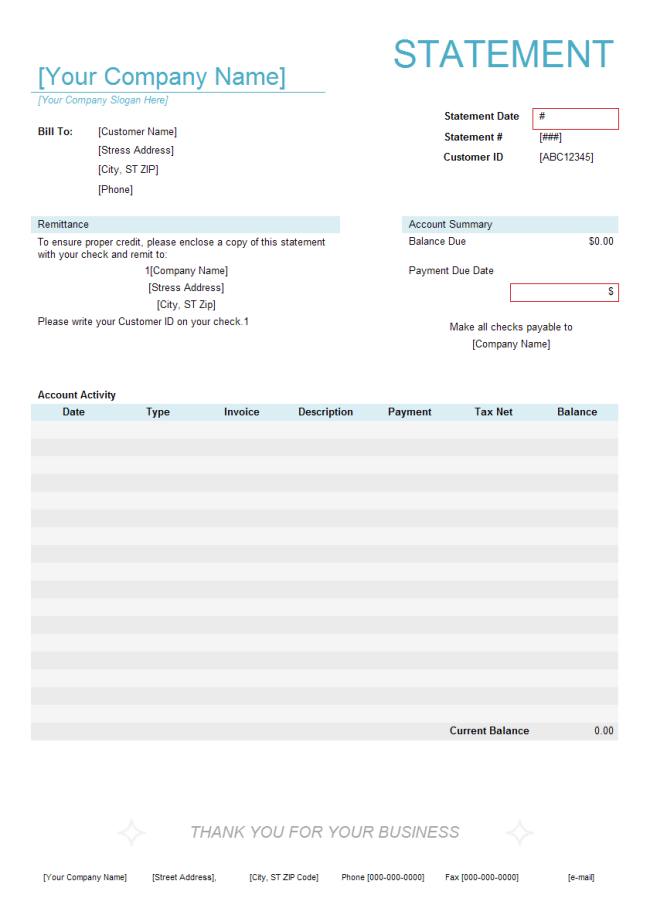 STATEMENT
[Your Company Name]
[Your Company Slogan Here]
Statement Date #
Bill To: [Customer Name]
Statement # [###]
[Stress Address]
Customer ID [ABC12345]
[City, ST ZIP]
[Phone]
Remittance
To ensure proper credit, please enclose a copy of this statement
with your check and remit to:
1[Company Name]
[Stress Address]
[City, ST Zip]
Please write your Customer ID on your check.1
Account Summary
Balance Due $0.00
Payment Due Date
$
Make all checks payable to
[Company Name]
Account Activity
Date Type Invoice Description Payment Tax Net Balance
Current Balance 0.00
THANK YOU FOR YOUR BUSINESS
[Your Company Name] [Street Address], [City, ST ZIP Code] Phone [000-000-0000] Fax [000-000-0000] [e-mail]